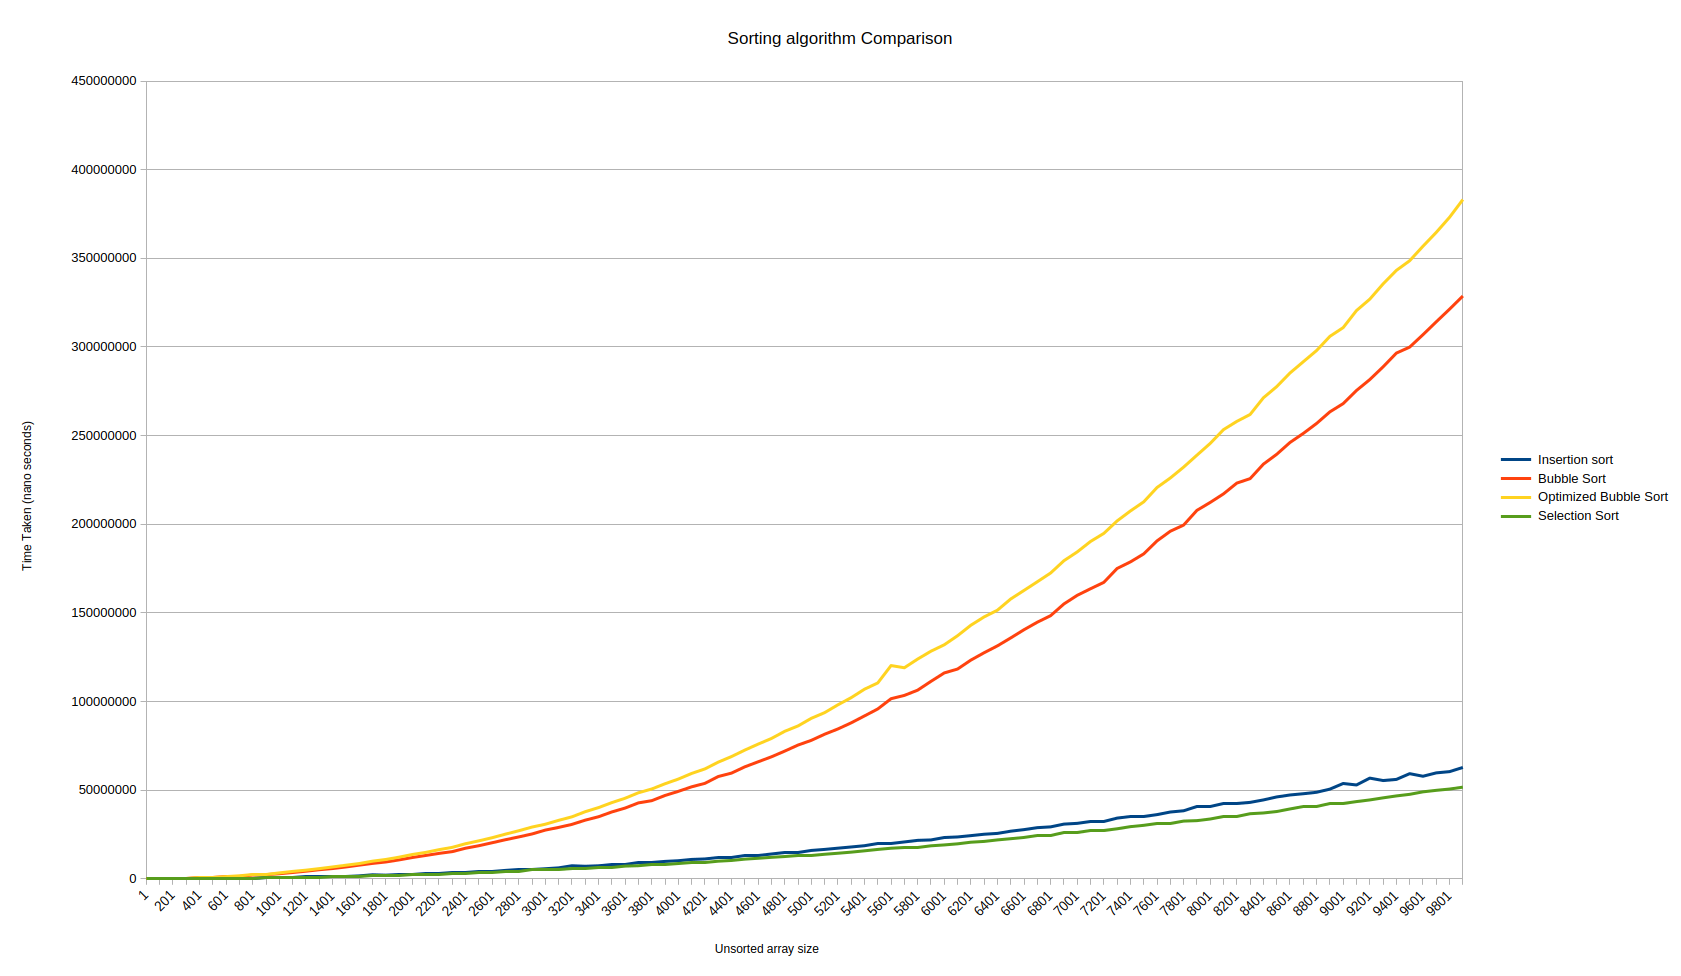 Sorting algorithm Comparison
450000000
400000000
350000000
300000000
250000000
200000000
150000000
100000000
50000000
0
Time Taken (nano seconds)
1 201 401 601 801 1001 1201 1401 1601 1801 2001 2201 2401 2601 2801 3001 3201 3401 3601 3801 4001 4201 4401 4601 4801 5001 5201 5401 5601 5801 6001 6201 6401 6601 6801 7001 7201 7401 7601 7801 8001 8201 8401 8601 8801 9001 9201 9401 9601 9801
Unsorted array size
Insertion sort
Bubble Sort
Optimized Bubble Sort
Selection Sort